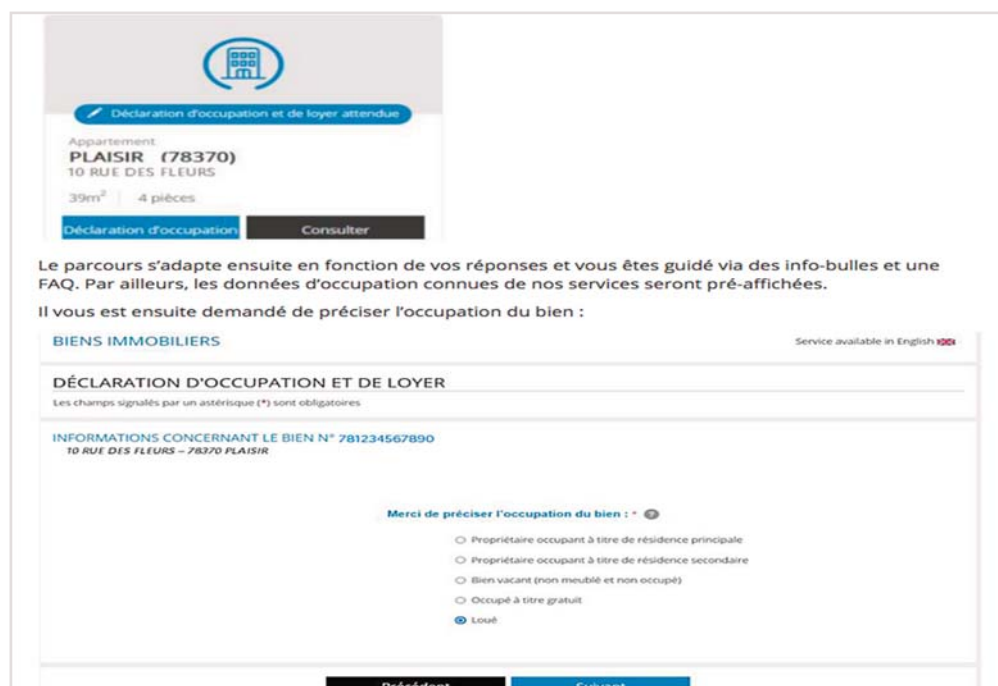 Déclaration d'occupation et de loyer attendue
Appartement
PLAISIR (78370)
10 RUE DES FLEURS
39m² | 4 pièces
Déclaration d'occupation Consulter
Le parcours s'adapte ensuite en fonction de vos réponses et vous êtes guidé via des info-bulles et une
FAQ. Par ailleurs, les données d'occupation connues de nos services seront pré-affichées.
Il vous est ensuite demandé de préciser l'occupation du bien :
BIENS IMMOBILIERS Service available in English
DÉCLARATION D'OCCUPATION ET DE LOYER
Les champs signalés par un astérisque (*) sont obligatoires
INFORMATIONS CONCERNANT LE BIEN N° 781234567890
10 RUE DES FLEURS – 78370 PLAISIR
Merci de préciser l'occupation du bien : * ?
Propriétaire occupant à titre de résidence principale
Propriétaire occupant à titre de résidence secondaire
Bien vacant (non meublé et non occupé)
Occupé à titre gratuit
Loué
Précédent Suivant